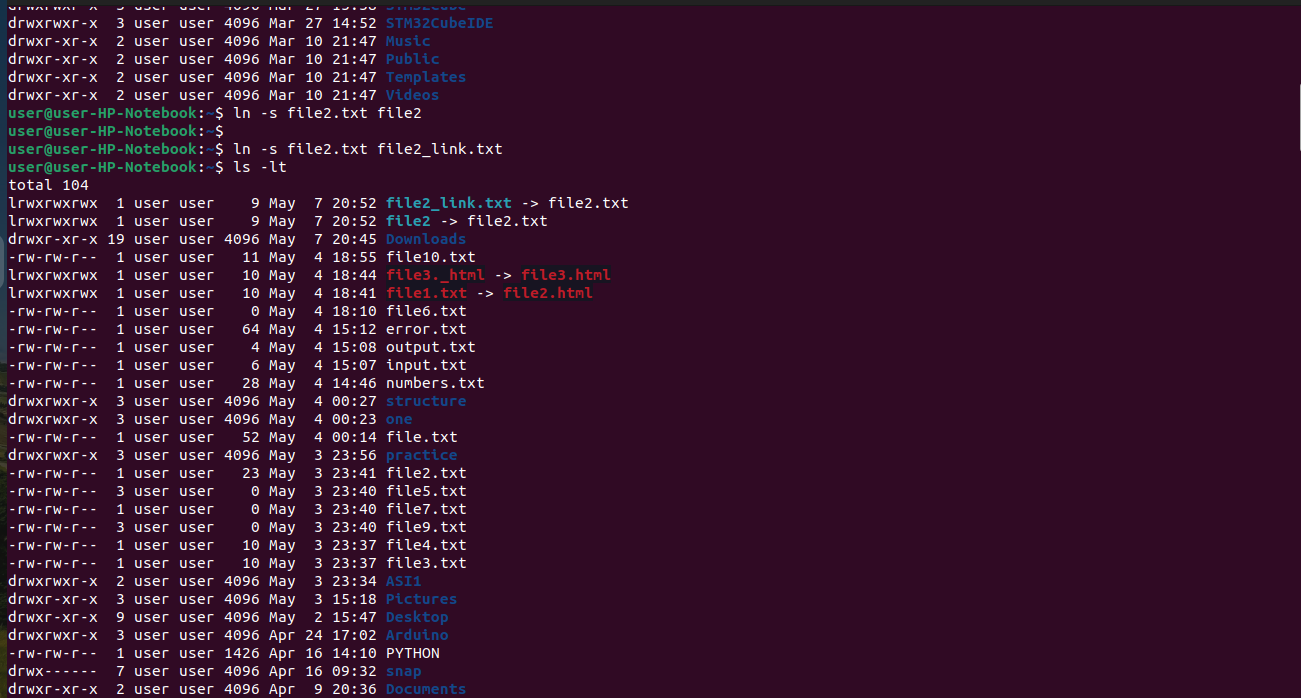 drwxrwxr-x  3 user user 4096 Mar 27 13:38 STM32Cube
drwxrwxr-x  3 user user 4096 Mar 27 14:52 STM32CubeIDE
drwxr-xr-x  2 user user 4096 Mar 10 21:47 Music
drwxr-xr-x  2 user user 4096 Mar 10 21:47 Public
drwxr-xr-x  2 user user 4096 Mar 10 21:47 Templates
drwxr-xr-x  2 user user 4096 Mar 10 21:47 Videos
user@user-HP-Notebook:~$ ln -s file2.txt file2
user@user-HP-Notebook:~$
user@user-HP-Notebook:~$ ln -s file2.txt file2_link.txt
user@user-HP-Notebook:~$ ls -lt
total 104
lrwxrwxrwx  1 user user    9 May  7 20:52 file2_link.txt -> file2.txt
lrwxrwxrwx  1 user user    9 May  7 20:52 file2 -> file2.txt
drwxr-xr-x 19 user user 4096 May  7 20:45 Downloads
-rw-rw-r--  1 user user   11 May  4 18:55 file10.txt
lrwxrwxrwx  1 user user   10 May  4 18:44 file3._html -> file3.html
lrwxrwxrwx  1 user user   10 May  4 18:41 file1.txt -> file2.html
-rw-rw-r--  1 user user    0 May  4 18:10 file6.txt
-rw-rw-r--  1 user user   64 May  4 15:12 error.txt
-rw-rw-r--  1 user user    4 May  4 15:08 output.txt
-rw-rw-r--  1 user user    6 May  4 15:07 input.txt
-rw-rw-r--  1 user user   28 May  4 14:46 numbers.txt
drwxrwxr-x  3 user user 4096 May  4 00:27 structure
drwxrwxr-x  3 user user 4096 May  4 00:23 one
-rw-rw-r--  1 user user   52 May  4 00:14 file.txt
drwxrwxr-x  3 user user 4096 May  3 23:56 practice
-rw-rw-r--  1 user user   23 May  3 23:41 file2.txt
-rw-rw-r--  3 user user    0 May  3 23:40 file5.txt
-rw-rw-r--  1 user user    0 May  3 23:40 file7.txt
-rw-rw-r--  3 user user    0 May  3 23:40 file9.txt
-rw-rw-r--  1 user user   10 May  3 23:37 file4.txt
-rw-rw-r--  1 user user   10 May  3 23:37 file3.txt
drwxrwxr-x  2 user user 4096 May  3 23:34 ASI1
drwxr-xr-x  3 user user 4096 May  3 15:18 Pictures
drwxr-xr-x  9 user user 4096 May  2 15:47 Desktop
drwxrwxr-x  3 user user 4096 Apr 24 17:02 Arduino
-rw-rw-r--  1 user user 1426 Apr 16 14:10 PYTHON
drwx------  7 user user 4096 Apr 16 09:32 snap
drwxr-xr-x  2 user user 4096 Apr  9 20:36 Documents